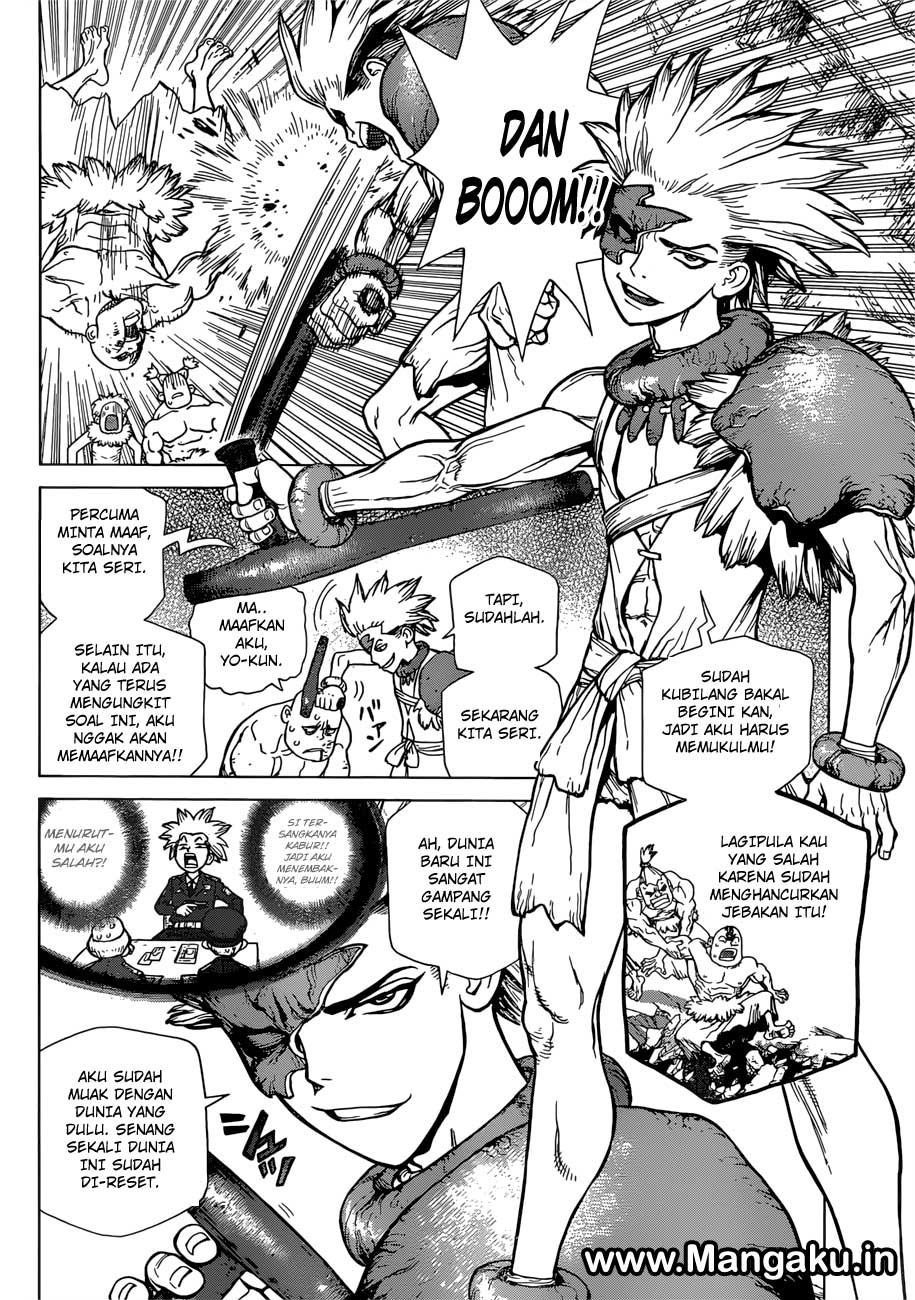 DAN
BOOOM!!
SUDAH
KUBILANG BAKAL
BEGINI KAN,
JADI AKU HARUS
MEMUKULMU!
LAGIPULA KAU
YANG SALAH
KARENA SUDAH
MENGHANCURKAN
JEBAKAN ITU!
TAPI,
SUDAHLAH.
SEKARANG
KITA SERI.
MA..
MAAFKAN
AKU,
YO-KUN.
PERCUMA
MINTA MAAF,
SOALNYA
KITA SERI.
SELAIN ITU,
KALAU ADA
YANG TERUS
MENGUNGKIT
SOAL INI, AKU
NGGAK AKAN
MEMAAFKANNYA!!
SI TER-
SANGKANYA
KABUR!!
JADI AKU
MENEMBAK-
NYA, BUUM!!
MENURUT-
MU AKU
SALAH?!
AH, DUNIA
BARU INI
SANGAT
GAMPANG
SEKALI!!
AKU SUDAH
MUAK DENGAN
DUNIA YANG
DULU. SENANG
SEKALI DUNIA
INI SUDAH
DI-RESET.
www.Mangaku.in